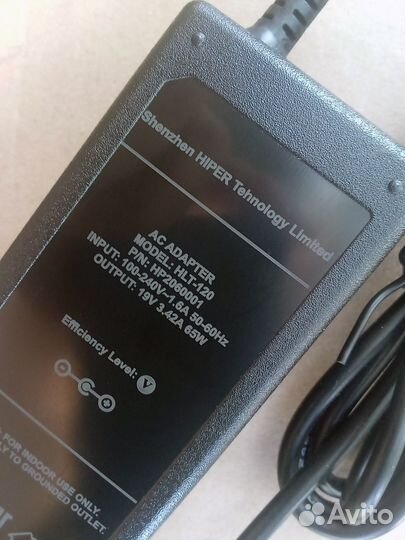 Shenzhen HIPER Tehnology Limited
AC ADAPTER
MODEL: HLT-120
P/N: HP2060001
INPUT: 100-240V~1.6A 50-60Hz
OUTPUT: 19V 3.42A 65W
Efficiency Level: V
FOR INDOOR USE ONLY.
TO GROUNDED OUTLET.
Avito